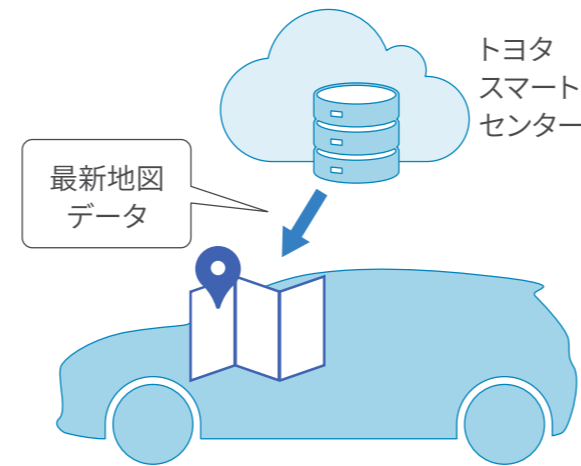 トヨタ
スマート
センター
最新地図
データ